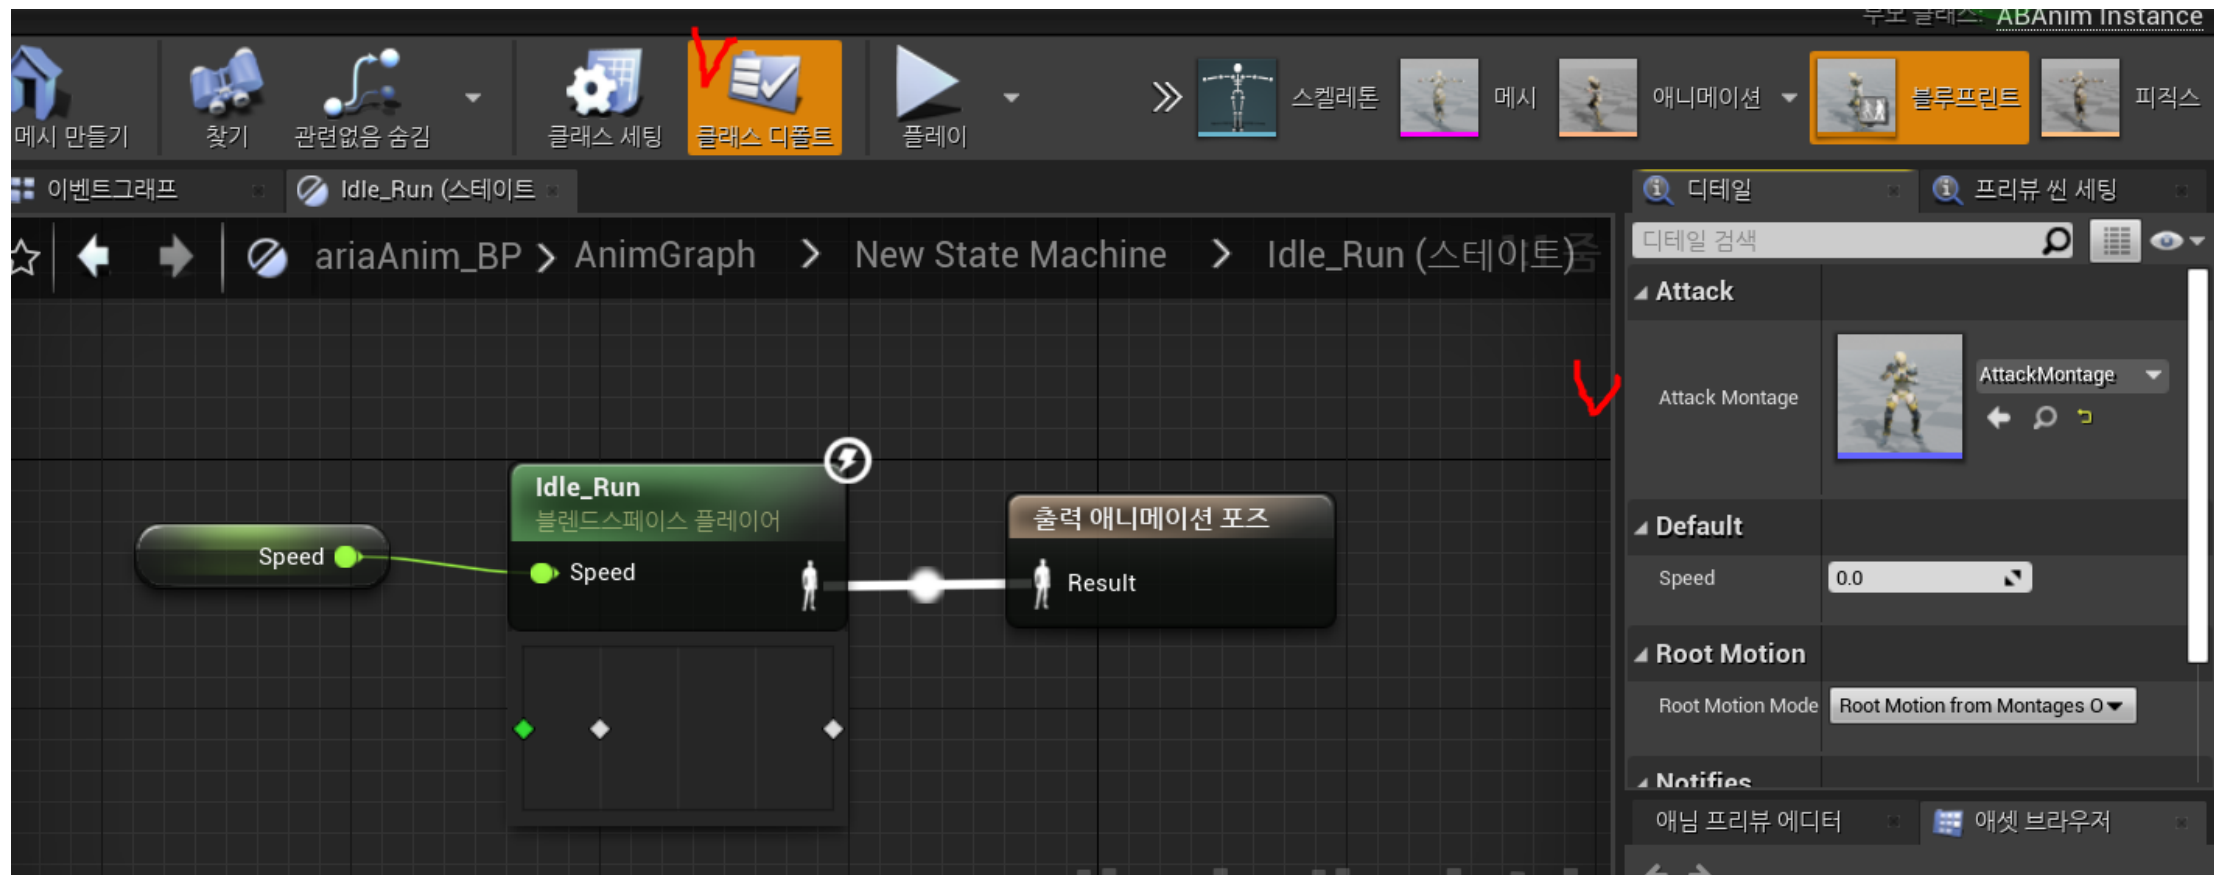 부모 클래스: ABAnim Instance
메시 만들기
찾기
관련없음 숨김
클래스 세팅
클래스 디폴트
플레이
스켈레톤
메시
애니메이션
블루프린트
피직스
이벤트그래프
Idle_Run (스테이트
디테일
프리뷰 씬 세팅
ariaAnim_BP > AnimGraph > New State Machine > Idle_Run (스테이트)
디테일 검색
Attack
Attack Montage
AttackMontage
Idle_Run
블렌드스페이스 플레이어
Speed
Speed
출력 애니메이션 포즈
Result
Default
Speed
0.0
Root Motion
Root Motion Mode
Root Motion from Montages O
Notifies
애님 프리뷰 에디터
애셋 브라우저